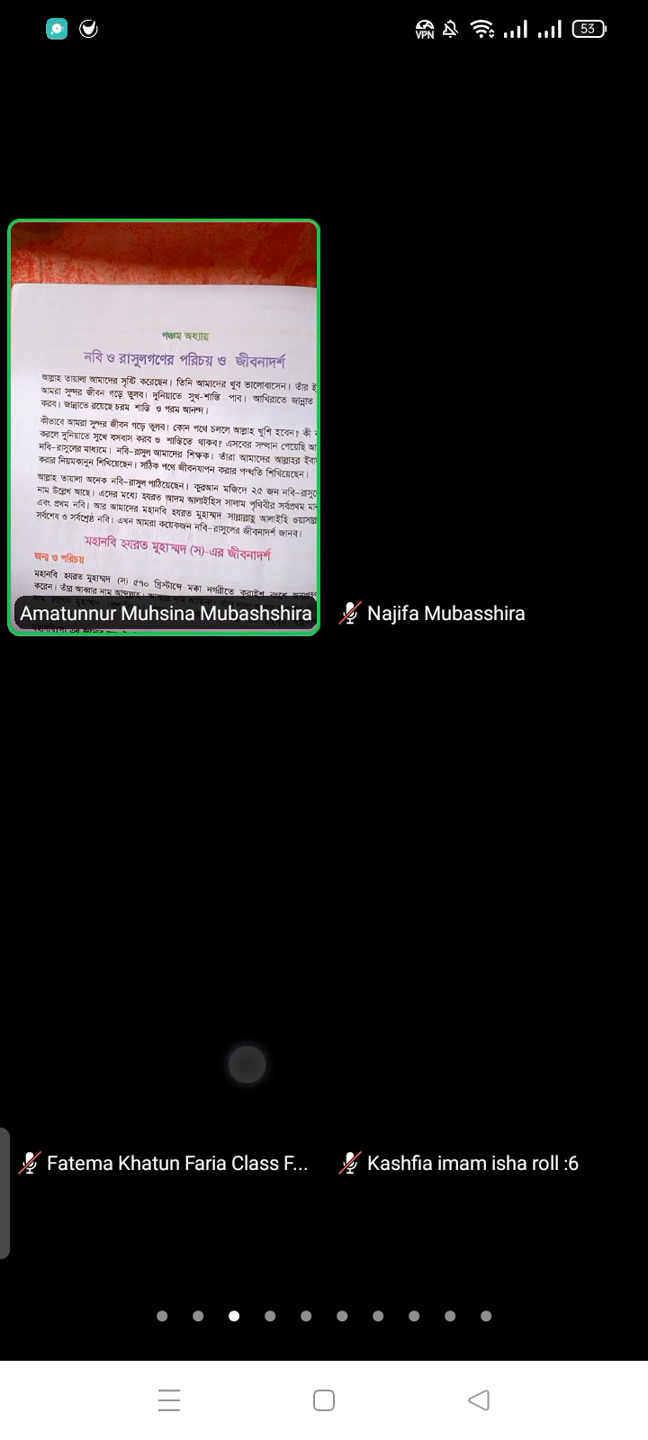 VPN
53
পঞ্চম অধ্যায়
নবি ও রাসুলগণের পরিচয় ও জীবনাদর্শ
আল্লাহ তায়ালা আমাদের সৃষ্টি করেছেন। তিনি আমাদের খুব ভালোবাসেন। তাঁর
আমরা সুন্দর জীবন গড়ে তুলব। দুনিয়াতে সুখ-শান্তি পাব। আখিরাতে জান্নাত
করব। জান্নাতে রয়েছে চরম শান্তি ও পরম আনন্দ।
কীভাবে আমরা সুন্দর জীবন গড়ে তুলব। কোন পথে চললে আল্লাহ খুশি হবেন? কী
করলে দুনিয়াতে সুখে বসবাস করব ও শান্তিতে থাকব? এসবের সন্ধান পেয়েছি
নবি-রাসুলের মাধ্যমে। নবি-রাসুল আমাদের শিক্ষক। তাঁরা আমাদের আল্লাহর
করার নিয়মকানুন শিখিয়েছেন। সঠিক পথে জীবনযাপন করার পদ্ধতি শিখিয়েছেন।
আল্লাহ তায়ালা অনেক নবি-রাসুল পাঠিয়েছেন। কুরআন মজিদে ২৫ জন
নাম উল্লেখ আছে। এদের মধ্যে হযরত আদম আলাইহিস সালাম পৃথিবীর সর্বপ্রথম
এবং প্রথম নবি। আর আমাদের মহানবি হযরত মুহাম্মদ সাল্লাল্লাহু আলাইহি
সর্বশেষ ও সর্বশ্রেষ্ঠ নবি। এখন আমরা কয়েকজন নবি-রাসুলের জীবনাদর্শ জানব।
মহানবি হযরত মুহাম্মদ (স)-এর জীবনাদর্শ
জন্ম ও পরিচয়
মহানবি হযরত মুহাম্মদ (স) ৫৭০ খ্রিস্টাব্দে মক্কা নগরীতে কুরাইশ বংশে
করেন। তাঁর আব্বার নাম আব্দুল্লাহ।
Amatunnur Muhsina Mubashshira
Najifa Mubasshira
Fatema Khatun Faria Class F...
Kashfia imam isha roll :6